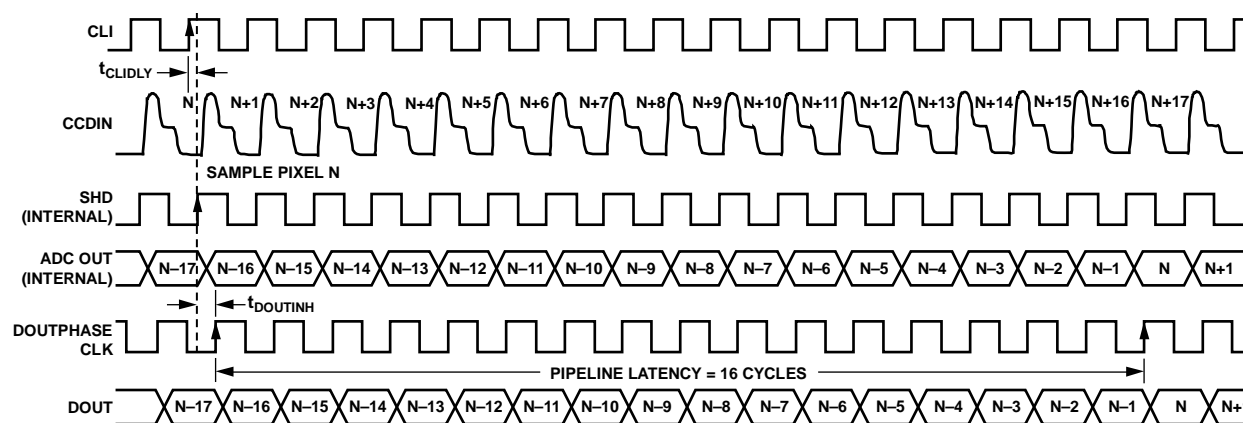 CLI
tCLIDLY
N N+1 N+2 N+3 N+4 N+5 N+6 N+7 N+8 N+9 N+10 N+11 N+12 N+13 N+14 N+15 N+16 N+17
CCDIN
SAMPLE PIXEL N
SHD
(INTERNAL)
ADC OUT
(INTERNAL)
N–17 N–16 N–15 N–14 N–13 N–12 N–11 N–10 N–9 N–8 N–7 N–6 N–5 N–4 N–3 N–2 N–1 N N+1
tDOUTINH
DOUTPHASE
CLK
PIPELINE LATENCY = 16 CYCLES
DOUT
N–17 N–16 N–15 N–14 N–13 N–12 N–11 N–10 N–9 N–8 N–7 N–6 N–5 N–4 N–3 N–2 N–1 N N+